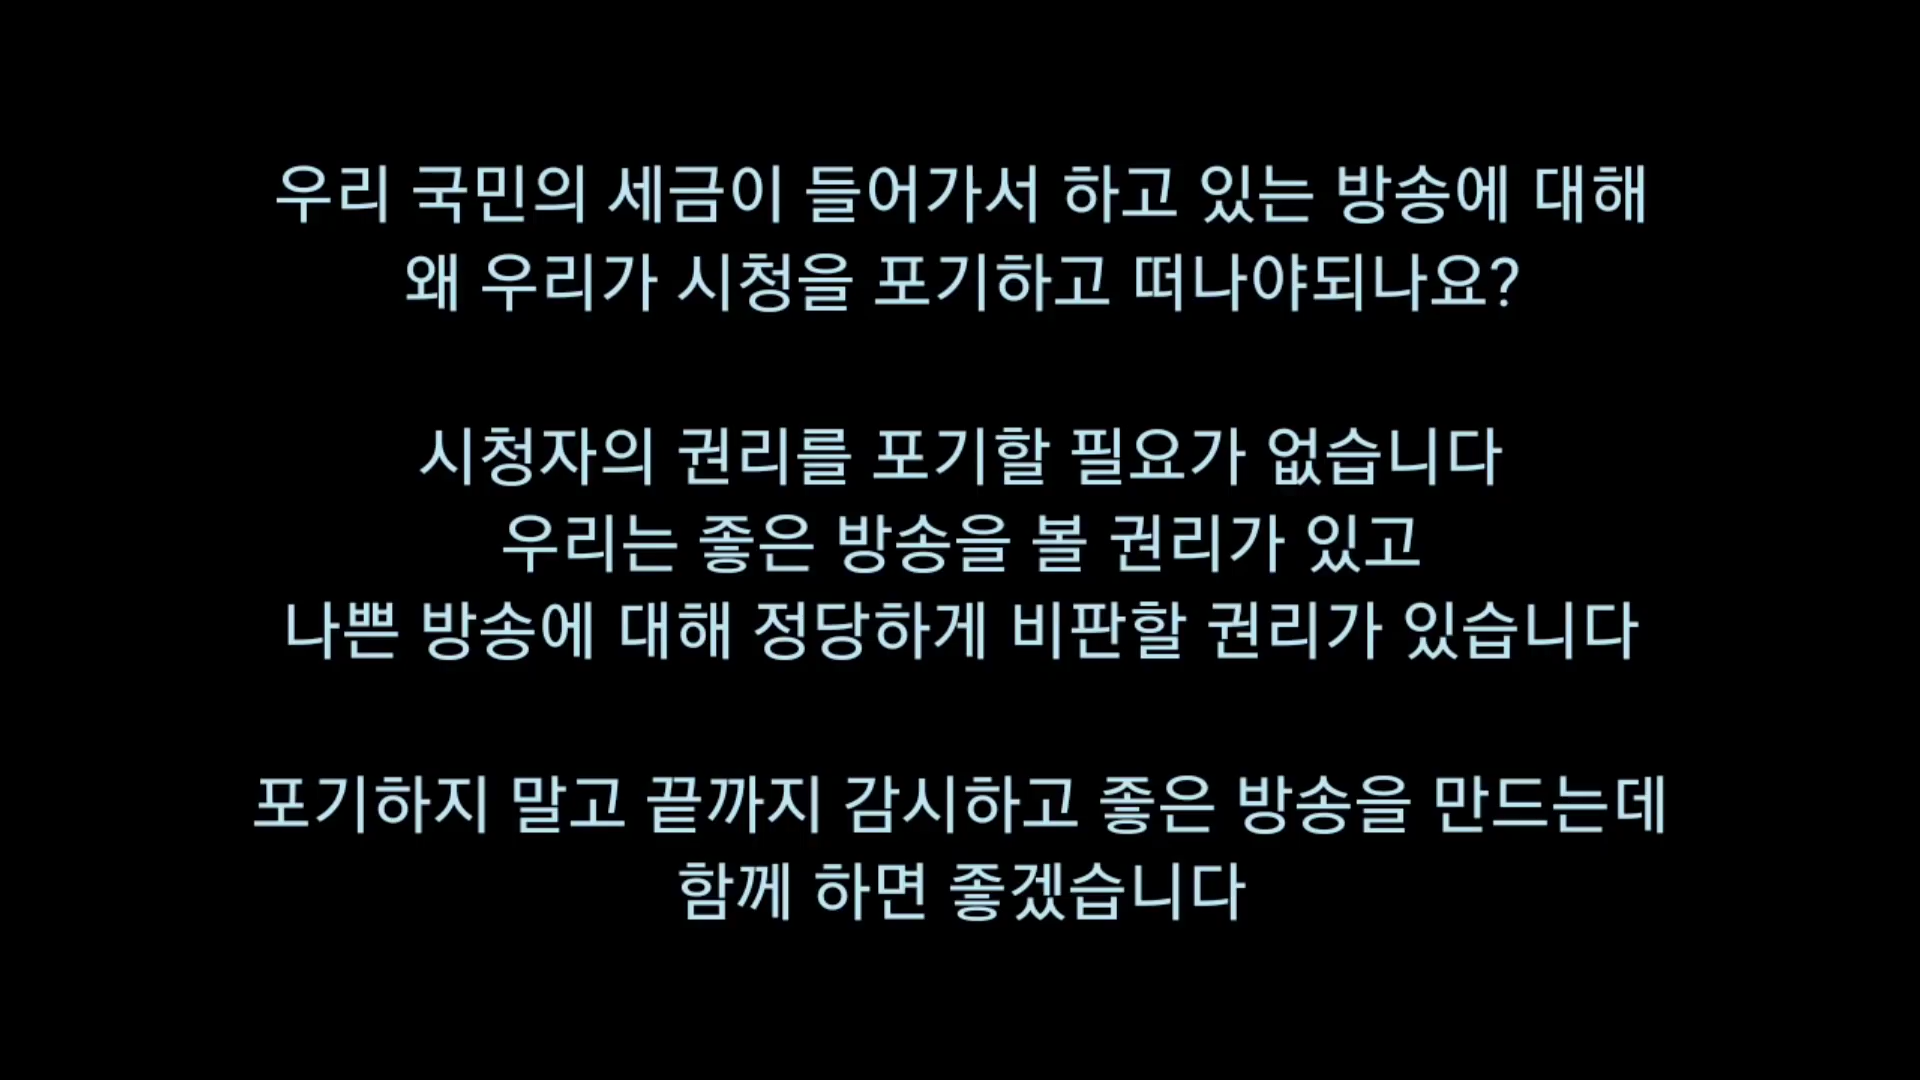 우리 국민의 세금이 들어가서 하고 있는 방송에 대해
왜 우리가 시청을 포기하고 떠나야되나요?
시청자의 권리를 포기할 필요가 없습니다
우리는 좋은 방송을 볼 권리가 있고
나쁜 방송에 대해 정당하게 비판할 권리가 있습니다
포기하지 말고 끝까지 감시하고 좋은 방송을 만드는데
함께 하면 좋겠습니다